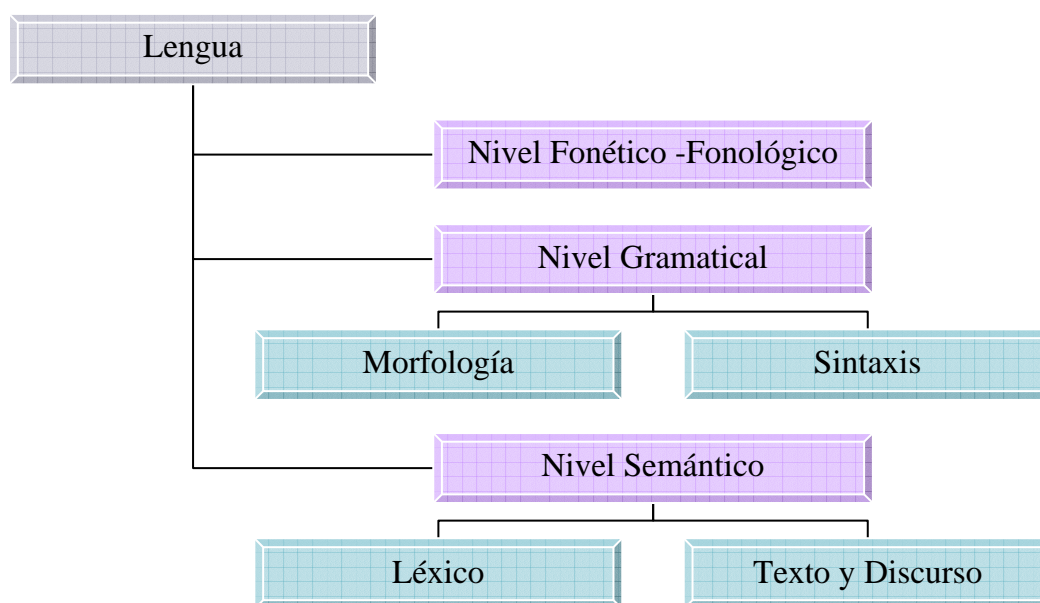 Lengua
Nivel Fonético -Fonológico
Nivel Gramatical
Morfología
Sintaxis
Nivel Semántico
Léxico
Texto y Discurso